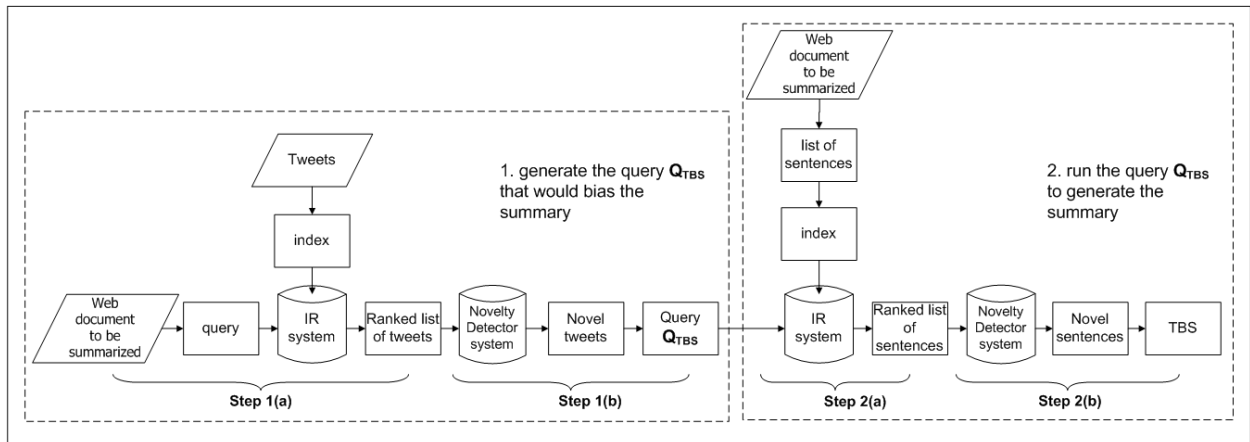 Tweets
index
1. generate the query QTBS
that would bias the
summary
Web
document
to be
summarized
query
IR
system
Ranked list
of tweets
Novelty
Detector
system
Novel
tweets
Query
QTBS
Step 1(a)
Step 1(b)
Web
document
to be
summarized
list of
sentences
index
2. run the query QTBS
to generate the
summary
IR
system
Ranked list
of
sentences
Novelty
Detector
system
Novel
sentences
TBS
Step 2(a)
Step 2(b)